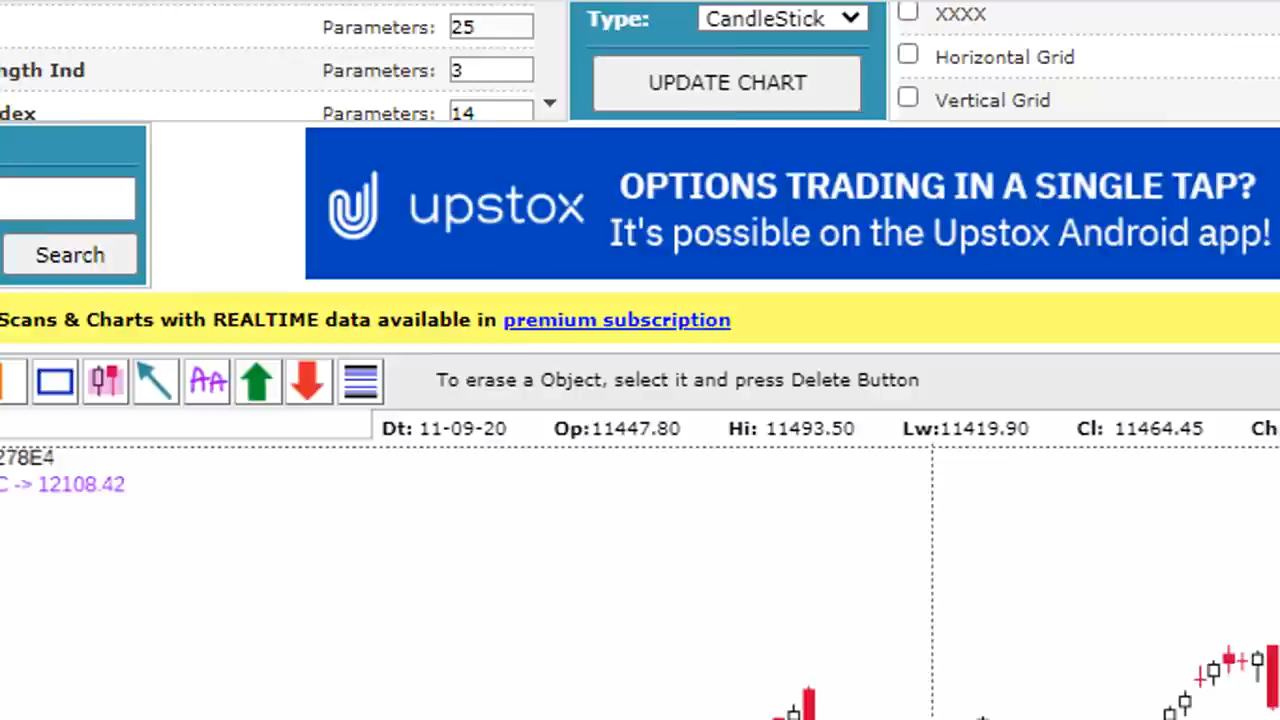 Parameters: 25
ngth Ind Parameters: 3
dex Parameters: 14
Type: CandleStick
UPDATE CHART
XXXX
Horizontal Grid
Vertical Grid
Search
upstox
OPTIONS TRADING IN A SINGLE TAP?
It's possible on the Upstox Android app!
Scans & Charts with REALTIME data available in premium subscription
AA
To erase a Object, select it and press Delete Button
Dt: 11-09-20 Op:11447.80 Hi: 11493.50 Lw:11419.90 Cl: 11464.45 Ch
278E4
C -> 12108.42